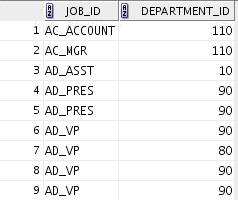 JOB_ID DEPARTMENT_ID
1 AC_ACCOUNT 110
2 AC_MGR 110
3 AD_ASST 10
4 AD_PRES 90
5 AD_PRES 90
6 AD_VP 90
7 AD_VP 80
8 AD_VP 90
9 AD_VP 90